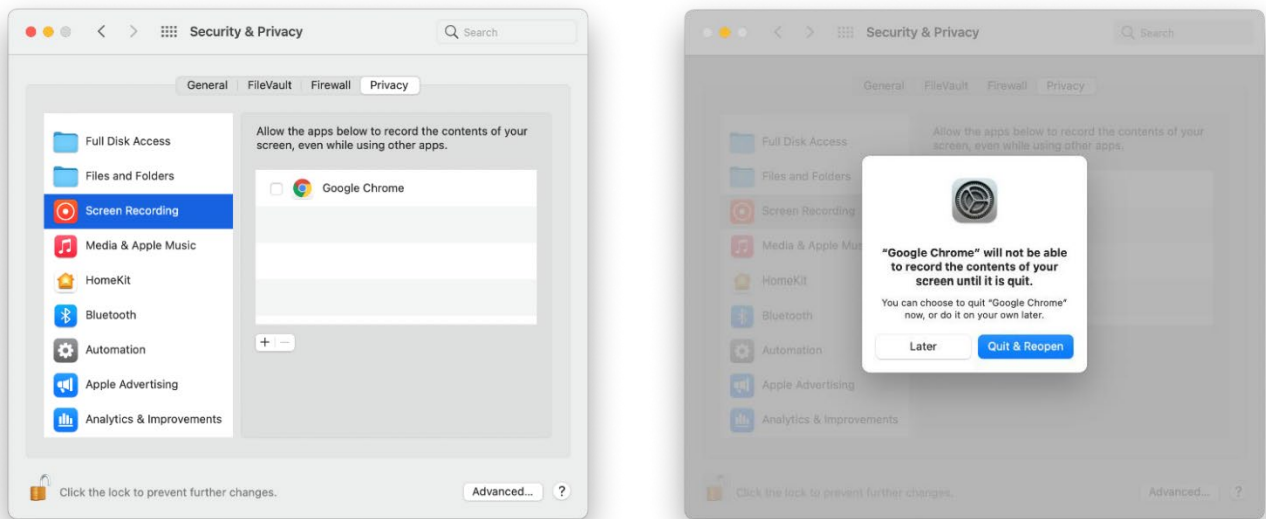 Security & Privacy
Search
General
FileVault
Firewall
Privacy
Full Disk Access
Files and Folders
Screen Recording
Media & Apple Music
HomeKit
Bluetooth
Automation
Apple Advertising
Analytics & Improvements
Allow the apps below to record the contents of your
screen, even while using other apps.
Google Chrome
+ −
Click the lock to prevent further changes.
Advanced...
?
Security & Privacy
Search
General
FileVault
Firewall
Privacy
Full Disk Access
Files and Folders
Screen Recording
Media & Apple Mus
HomeKit
Bluetooth
Automation
Apple Advertising
Analytics & Improvements
Allow the apps below to record the contents of your
screen, even while using other apps.
“Google Chrome” will not be able
to record the contents of your
screen until it is quit.
You can choose to quit “Google Chrome”
now, or do it on your own later.
Later
Quit & Reopen
Click the lock to prevent further changes.
Advanced...
?